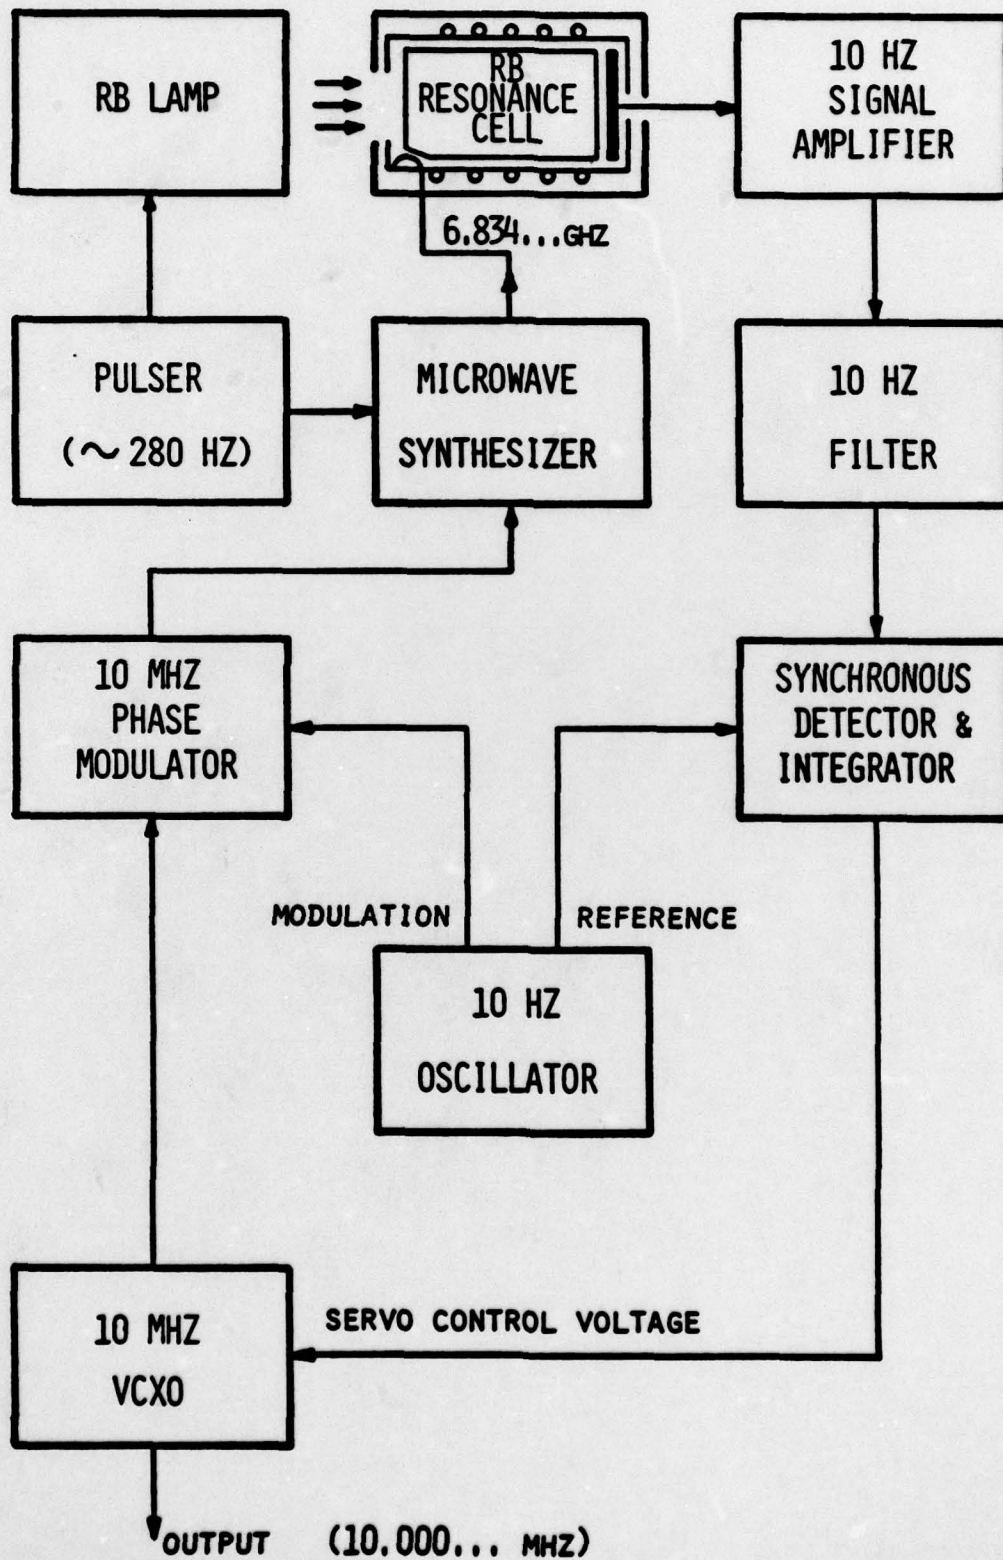 RB LAMP
RB
RESONANCE
CELL
10 HZ
SIGNAL
AMPLIFIER
6.834...GHZ
PULSER
(~ 280 HZ)
MICROWAVE
SYNTHESIZER
10 HZ
FILTER
10 MHZ
PHASE
MODULATOR
SYNCHRONOUS
DETECTOR &
INTEGRATOR
MODULATION
REFERENCE
10 HZ
OSCILLATOR
10 MHZ
VCXO
SERVO CONTROL VOLTAGE
OUTPUT (10.000... MHZ)